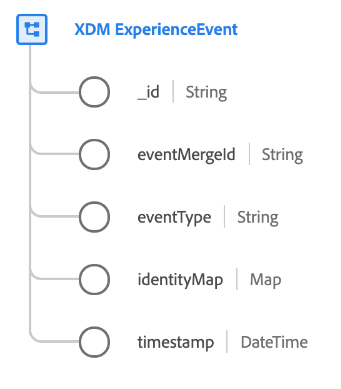 XDM ExperienceEvent
_id | String
eventMergeId | String
eventType | String
identityMap | Map
timestamp | DateTime